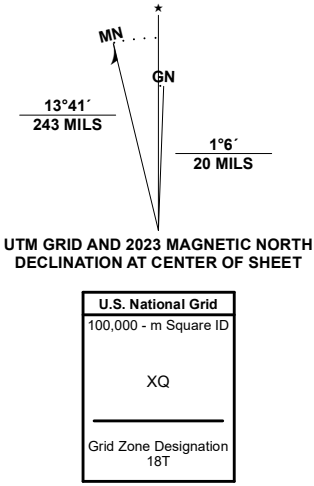 MN
GN
13°41´
243 MILS
1°6´
20 MILS
UTM GRID AND 2023 MAGNETIC NORTH
DECLINATION AT CENTER OF SHEET
U.S. National Grid
100,000 - m Square ID
XQ
Grid Zone Designation
18T